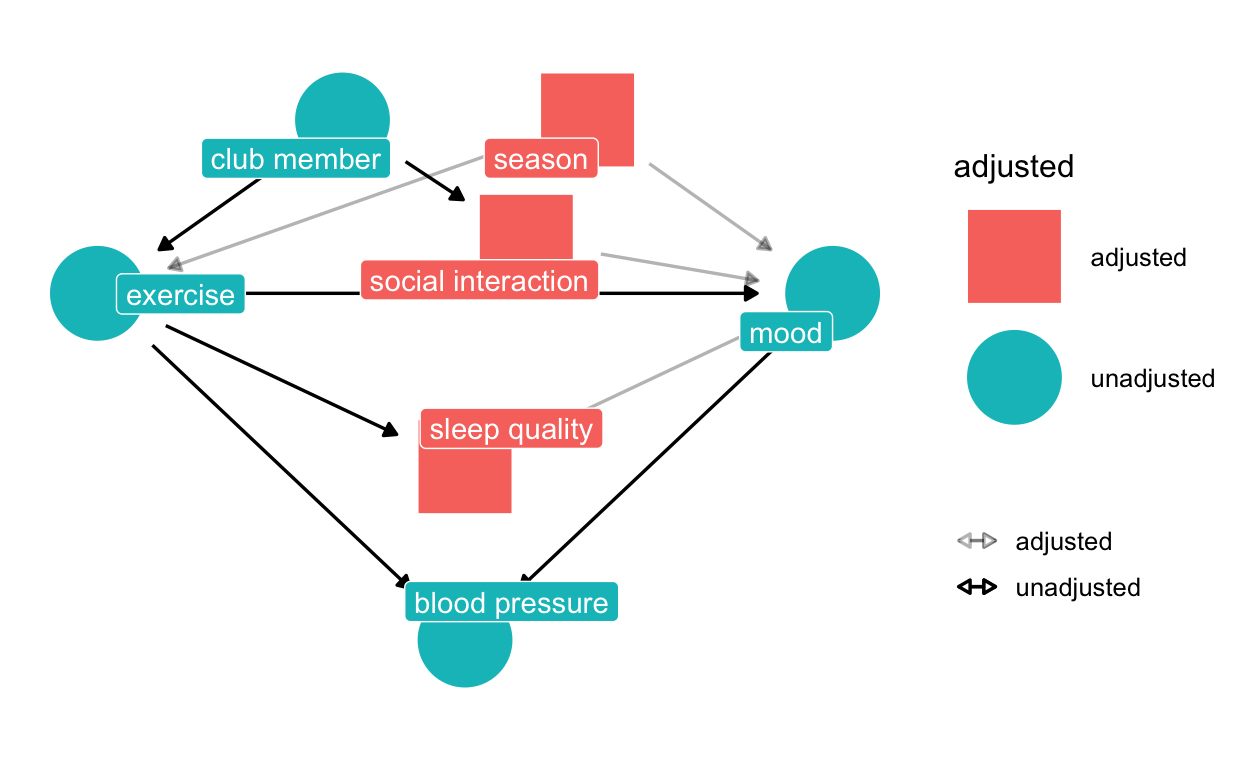 club member
season
social interaction
exercise
mood
sleep quality
blood pressure
adjusted
adjusted
unadjusted
adjusted
unadjusted